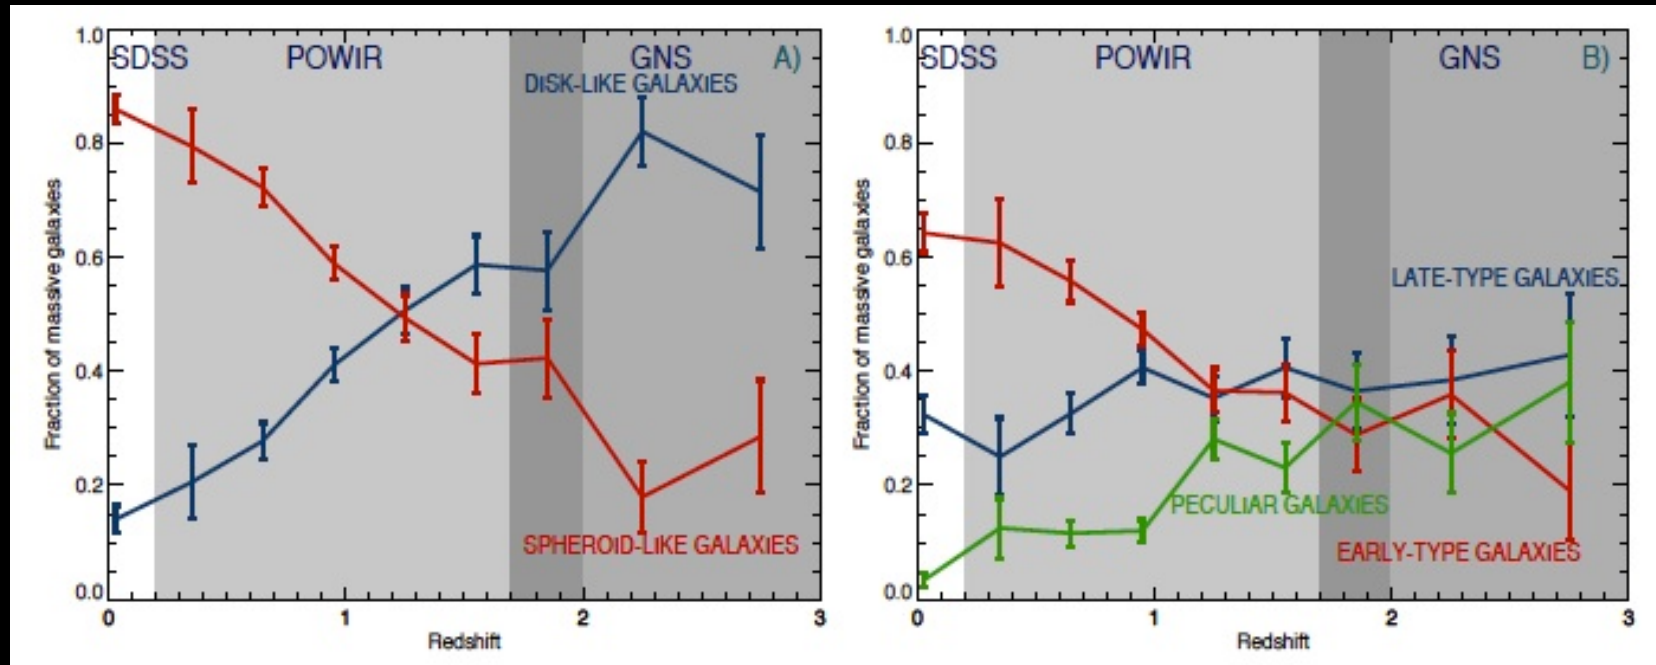 SDSS POWIR GNS A)
DISK-LIKE GALAXIES
SPHEROID-LIKE GALAXIES
1.0
0.8
0.6
0.4
0.2
0.0
Fraction of massive galaxies
0 1 2 3
Redshift
SDSS POWIR GNS B)
LATE-TYPE GALAXIES
PECULIAR GALAXIES
EARLY-TYPE GALAXIES
1.0
0.8
0.6
0.4
0.2
0.0
Fraction of massive galaxies
0 1 2 3
Redshift